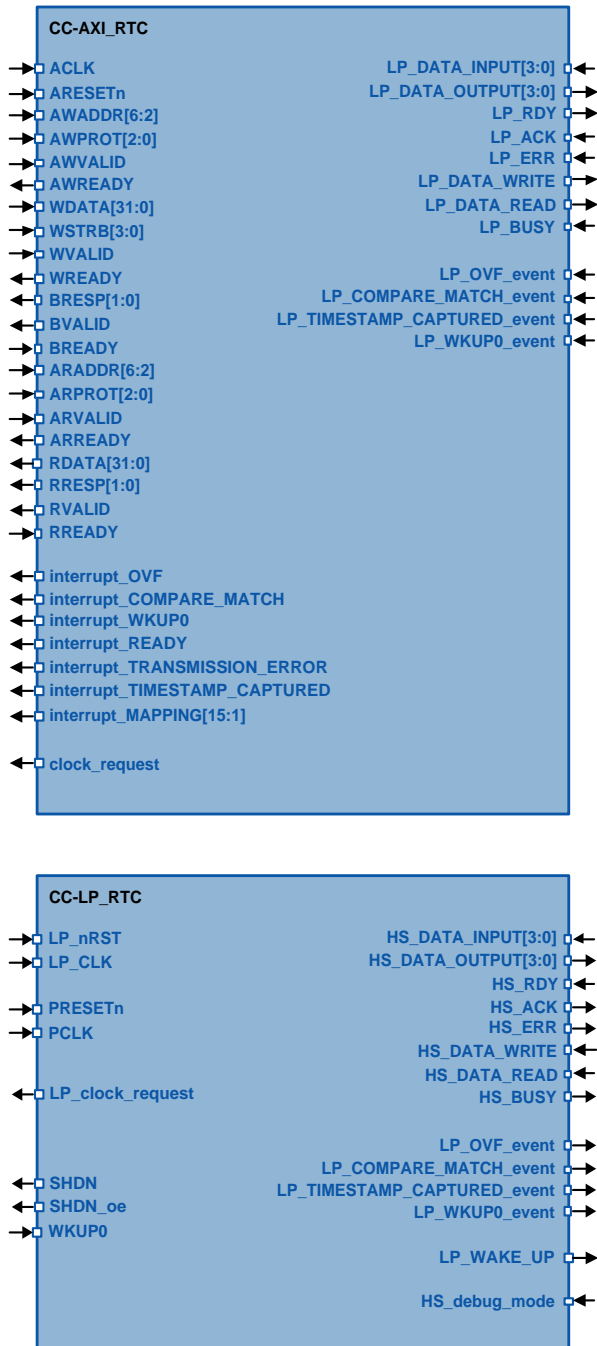 CC-AXI_RTC
ACLK
ARESETn
AWADDR[6:2]
AWPROT[2:0]
AWVALID
AWREADY
WDATA[31:0]
WSTRB[3:0]
WVALID
WREADY
BRESP[1:0]
BVALID
BREADY
ARADDR[6:2]
ARPROT[2:0]
ARVALID
ARREADY
RDATA[31:0]
RRESP[1:0]
RVALID
RREADY
interrupt_OVF
interrupt_COMPARE_MATCH
interrupt_WKUP0
interrupt_READY
interrupt_TRANSMISSION_ERROR
interrupt_TIMESTAMP_CAPTURED
interrupt_MAPPING[15:1]
clock_request
LP_DATA_INPUT[3:0]
LP_DATA_OUTPUT[3:0]
LP_RDY
LP_ACK
LP_ERR
LP_DATA_WRITE
LP_DATA_READ
LP_BUSY
LP_OVF_event
LP_COMPARE_MATCH_event
LP_TIMESTAMP_CAPTURED_event
LP_WKUP0_event
CC-LP_RTC
LP_nRST
LP_CLK
PRESETn
PCLK
LP_clock_request
SHDN
SHDN_oe
WKUP0
HS_DATA_INPUT[3:0]
HS_DATA_OUTPUT[3:0]
HS_RDY
HS_ACK
HS_ERR
HS_DATA_WRITE
HS_DATA_READ
HS_BUSY
LP_OVF_event
LP_COMPARE_MATCH_event
LP_TIMESTAMP_CAPTURED_event
LP_WKUP0_event
LP_WAKE_UP
HS_debug_mode